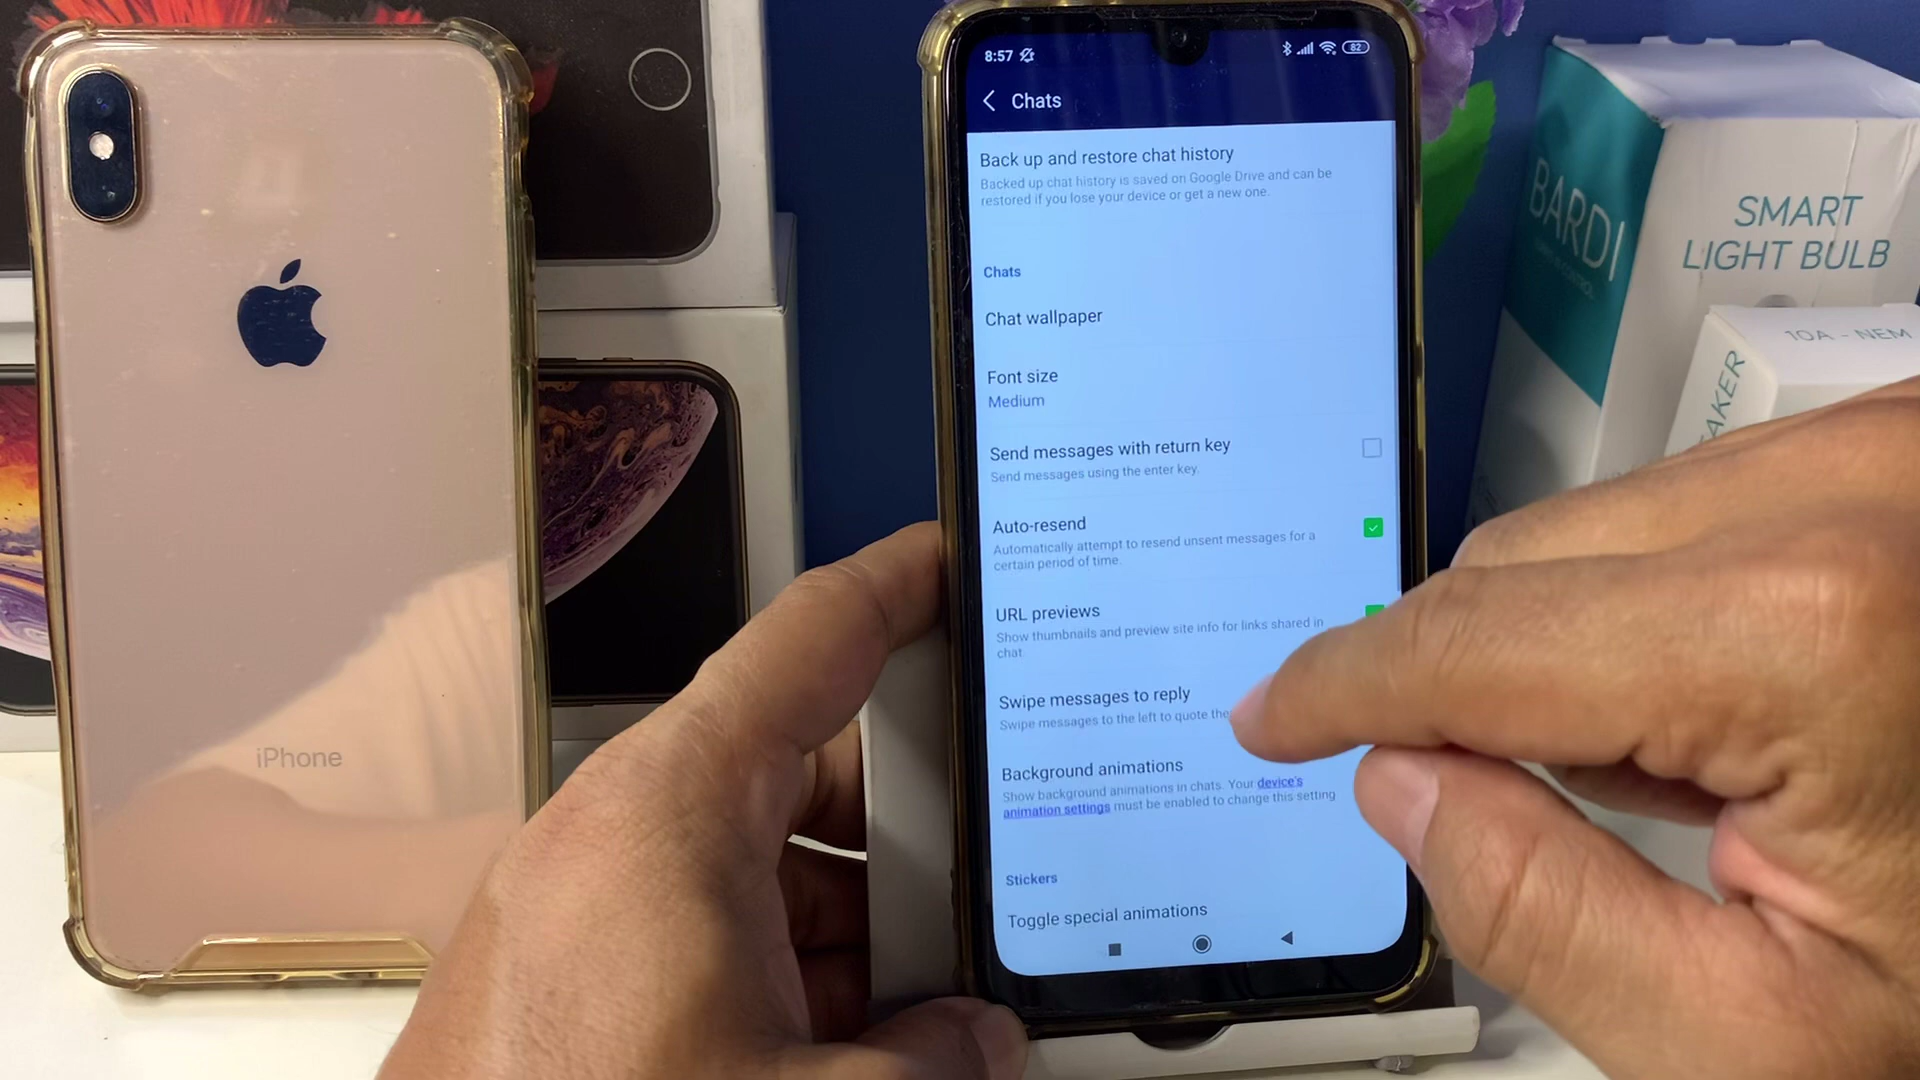 8:57
82
Chats
Back up and restore chat history
Backed up chat history is saved on Google Drive and can be
restored if you lose your device or get a new one.
Chats
Chat wallpaper
Font size
Medium
Send messages with return key
Send messages using the enter key.
Auto-resend
Automatically attempt to resend unsent messages for a
certain period of time.
URL previews
Show thumbnails and preview site info for links shared in
chat
Swipe messages to reply
Swipe messages to the left to quote
Background animations
Show background animations in chats. Your device's
animation settings must be enabled to change this setting
Stickers
Toggle special animations
iPhone
BARDI
SMART
LIGHT BULB
10A - NEM